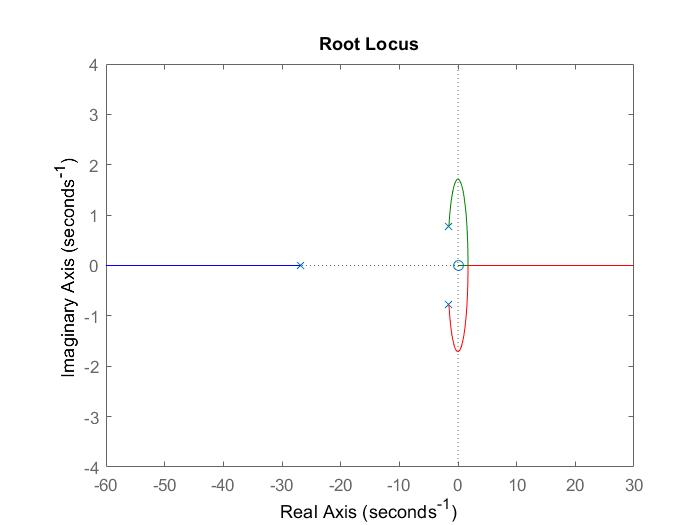 Root Locus
4
3
2
1
0
-1
-2
-3
-4
Imaginary Axis (seconds⁻¹)
-60 -50 -40 -30 -20 -10 0 10 20 30
Real Axis (seconds⁻¹)